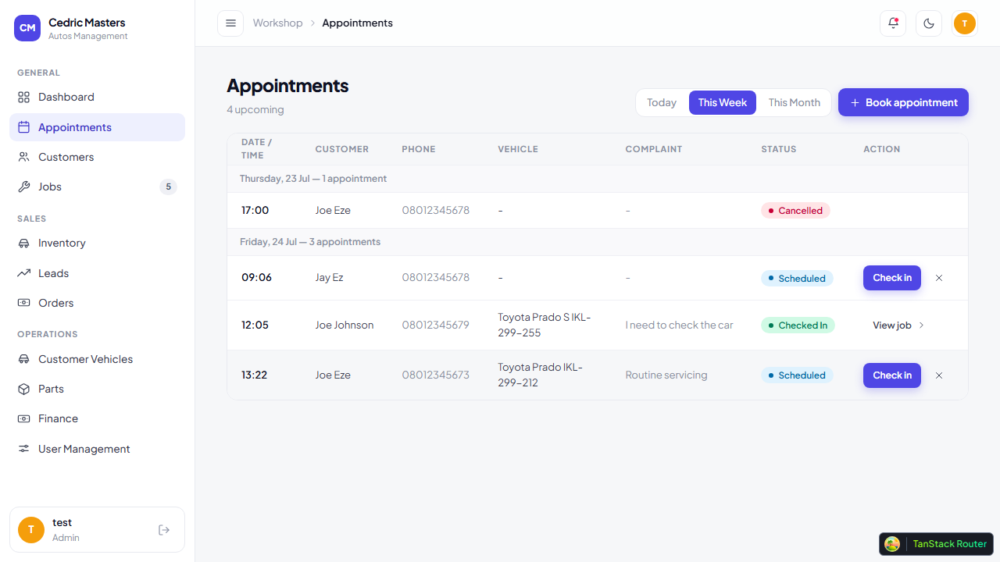 CM
Cedric Masters
Autos Management
GENERAL
Dashboard
Appointments
Customers
Jobs 5
SALES
Inventory
Leads
Orders
OPERATIONS
Customer Vehicles
Parts
Finance
User Management
T
test
Admin
Workshop > Appointments
T
Appointments
4 upcoming
Today This Week This Month + Book appointment
DATE /
TIME CUSTOMER PHONE VEHICLE COMPLAINT STATUS ACTION
Thursday, 23 Jul — 1 appointment
17:00 Joe Eze 08012345678 - - Cancelled
Friday, 24 Jul — 3 appointments
09:06 Jay Ez 08012345678 - - Scheduled Check in
12:05 Joe Johnson 08012345679 Toyota Prado S IKL-
299-255 I need to check the car Checked In View job
13:22 Joe Eze 08012345673 Toyota Prado IKL-
299-212 Routine servicing Scheduled Check in
TanStack Router